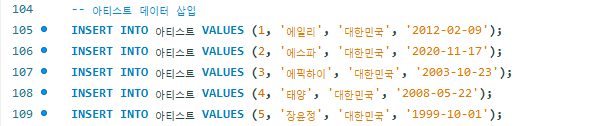 104 -- 아티스트 데이터 삽입
105 INSERT INTO 아티스트 VALUES (1, '에일리', '대한민국', '2012-02-09');
106 INSERT INTO 아티스트 VALUES (2, '에스파', '대한민국', '2020-11-17');
107 INSERT INTO 아티스트 VALUES (3, '에픽하이', '대한민국', '2003-10-23');
108 INSERT INTO 아티스트 VALUES (4, '태양', '대한민국', '2008-05-22');
109 INSERT INTO 아티스트 VALUES (5, '장윤정', '대한민국', '1999-10-01');